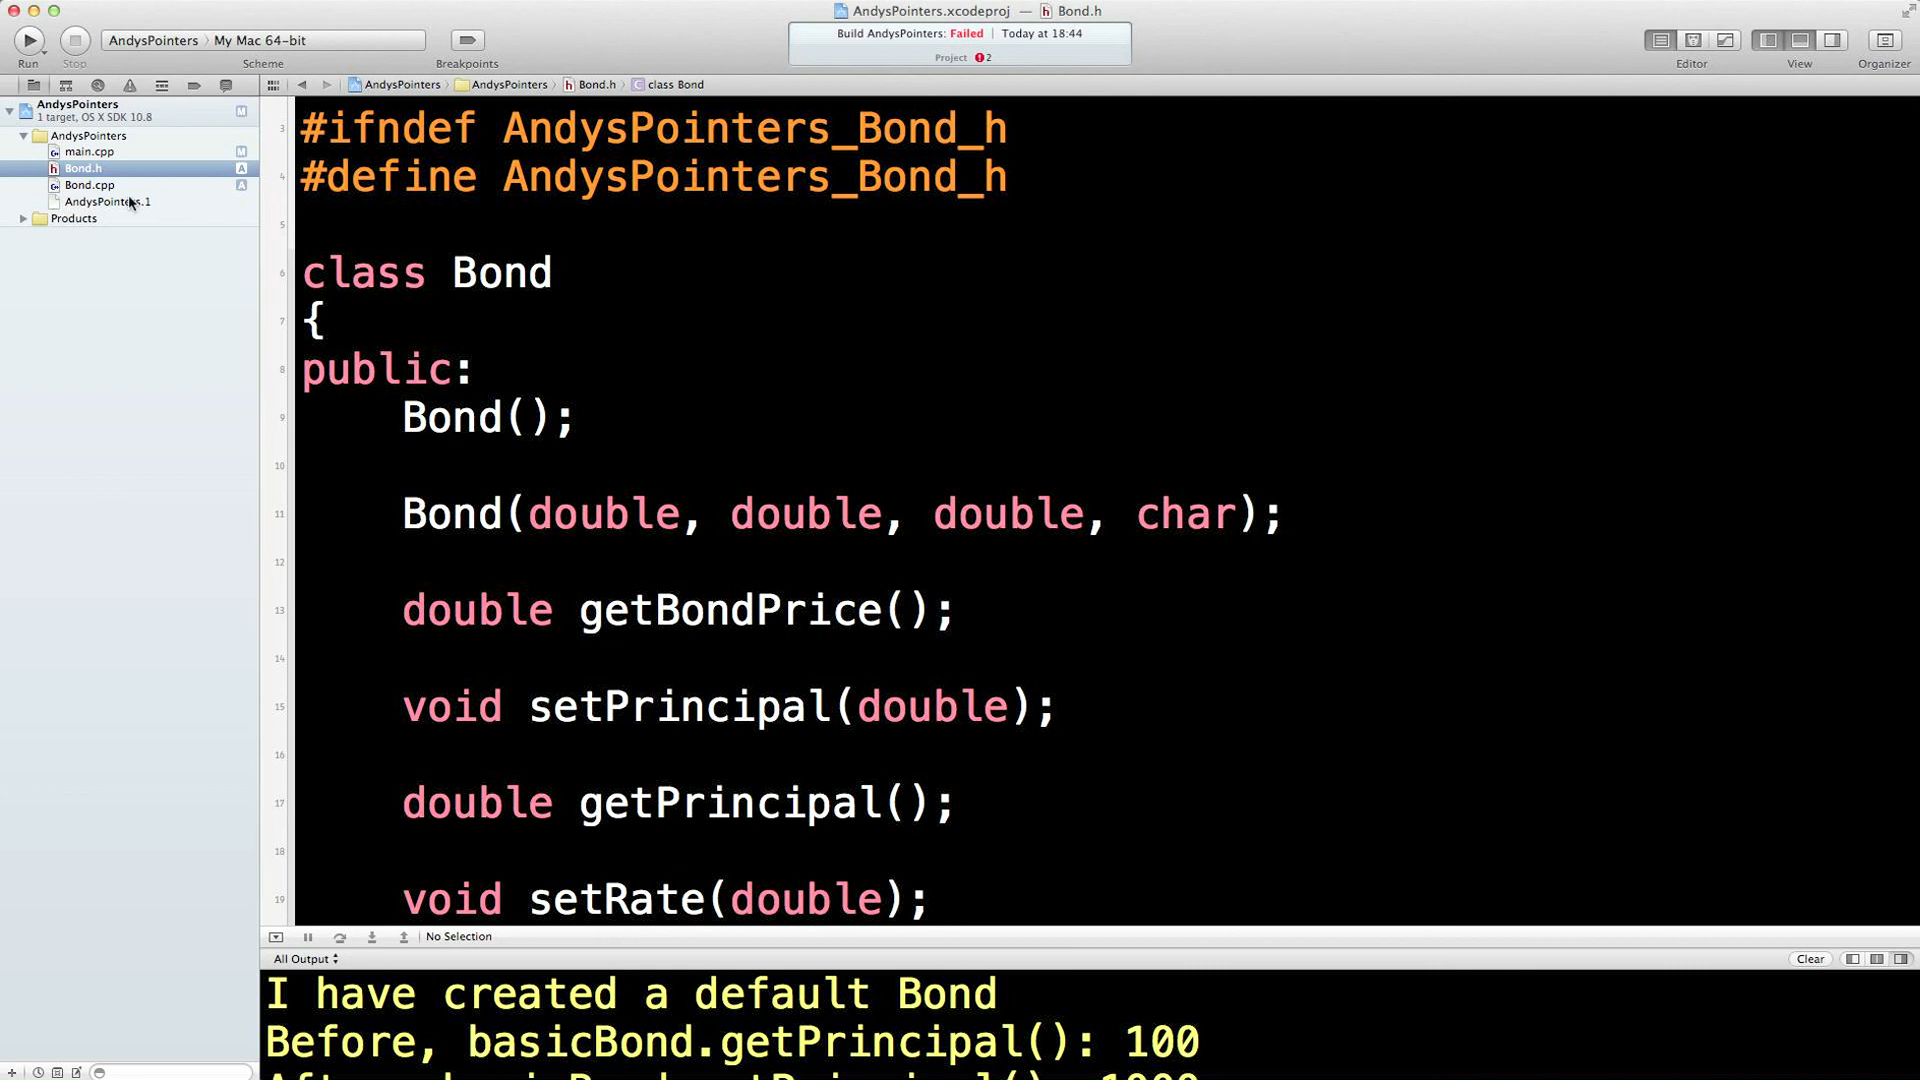 AndysPointers.xcodeproj — Bond.h
AndysPointers 〉 My Mac 64-bit
Build AndysPointers: Failed | Today at 18:44
Project 2
Run Stop Scheme Breakpoints Editor View Organizer
AndysPointers 〉 AndysPointers 〉 Bond.h 〉 C class Bond
AndysPointers M
1 target, OS X SDK 10.8
AndysPointers
main.cpp M
h Bond.h A
Bond.cpp A
AndysPointers.1
Products
3 #ifndef AndysPointers_Bond_h
4 #define AndysPointers_Bond_h
5
6 class Bond
7 {
8 public:
9 Bond();
10
11 Bond(double, double, double, char);
12
13 double getBondPrice();
14
15 void setPrincipal(double);
16
17 double getPrincipal();
18
19 void setRate(double);
No Selection
All Output Clear
I have created a default Bond
Before, basicBond.getPrincipal(): 100